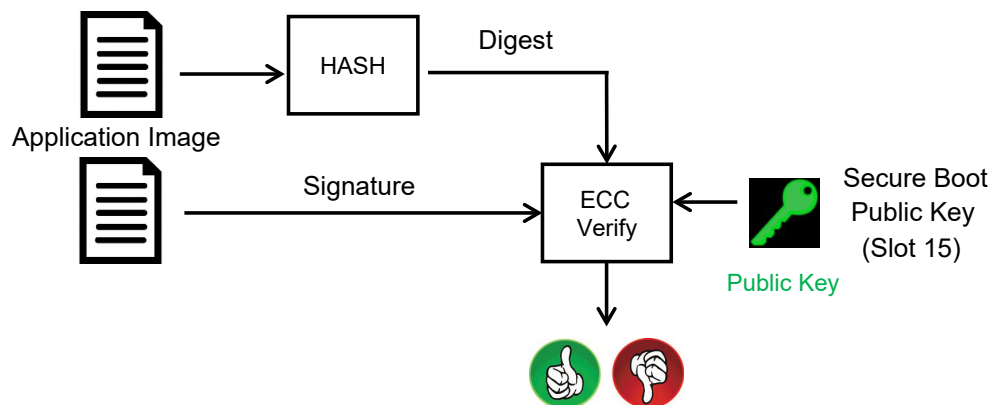 Digest
HASH
Application Image
Signature
ECC
Verify
Secure Boot
Public Key
(Slot 15)
Public Key